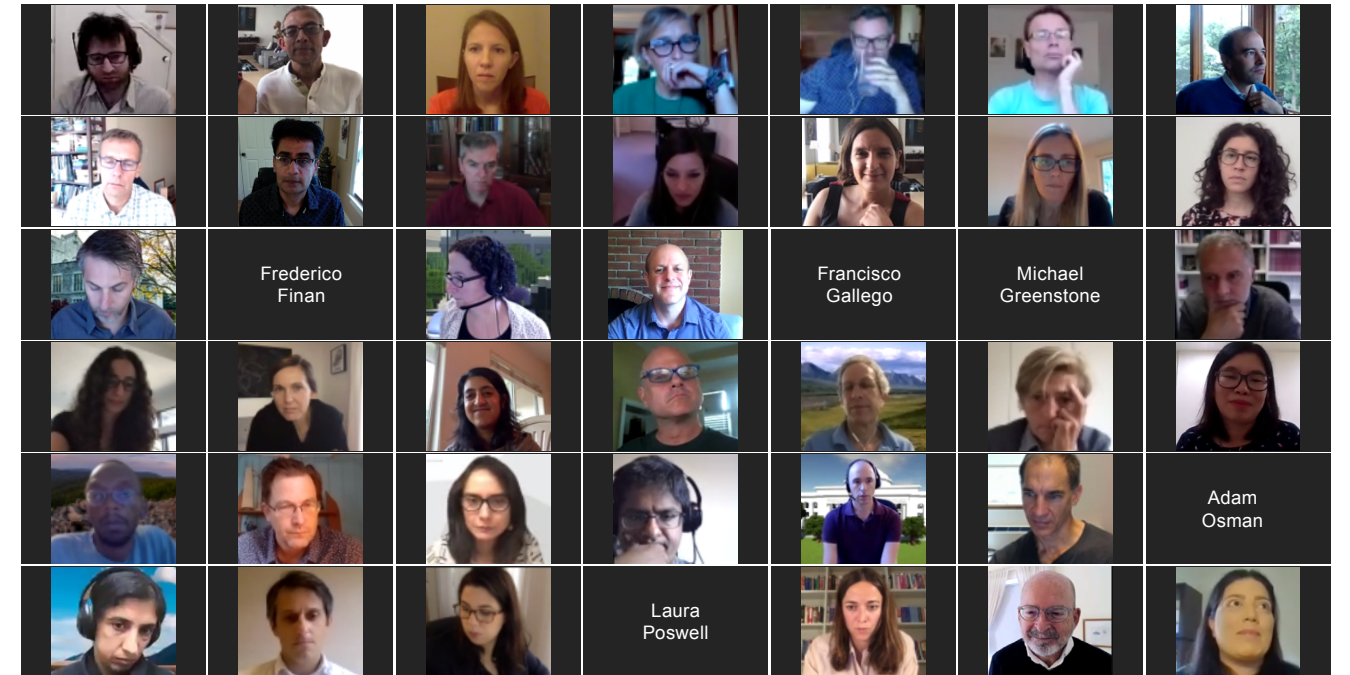 Frederico
Finan
Francisco
Gallego
Michael
Greenstone
Adam
Osman
Laura
Poswell